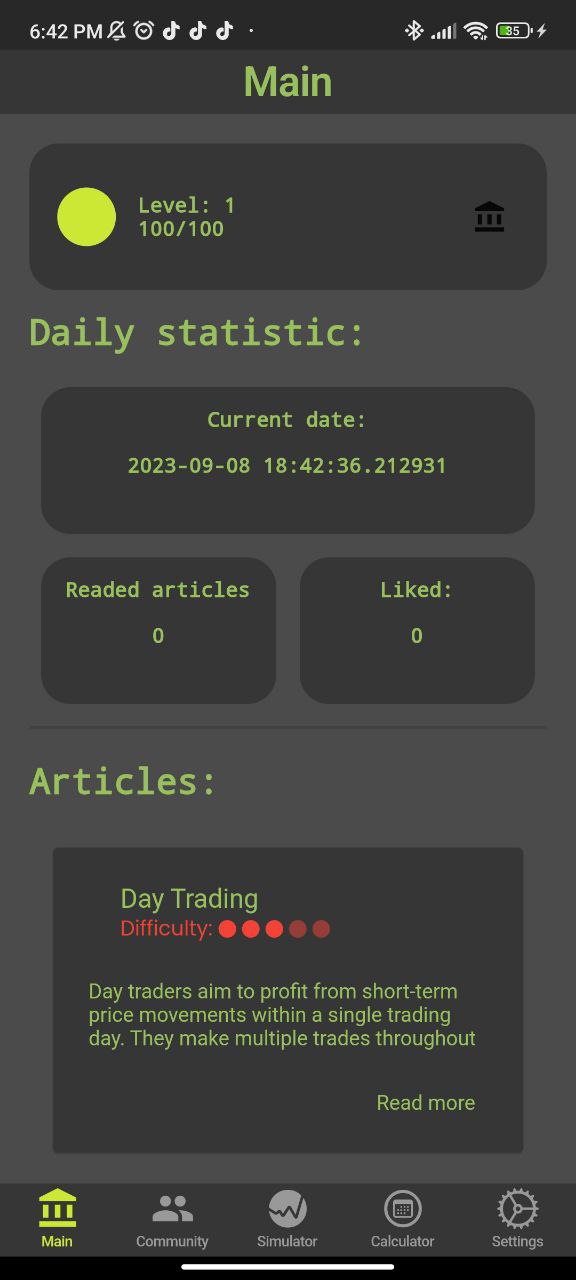 6:42 PM
35
Main
Level: 1
100/100
Daily statistic:
Current date:
2023-09-08 18:42:36.212931
Readed articles
0
Liked:
0
Articles:
Day Trading
Difficulty:
Day traders aim to profit from short-term
price movements within a single trading
day. They make multiple trades throughout
Read more
Main
Community
Simulator
Calculator
Settings